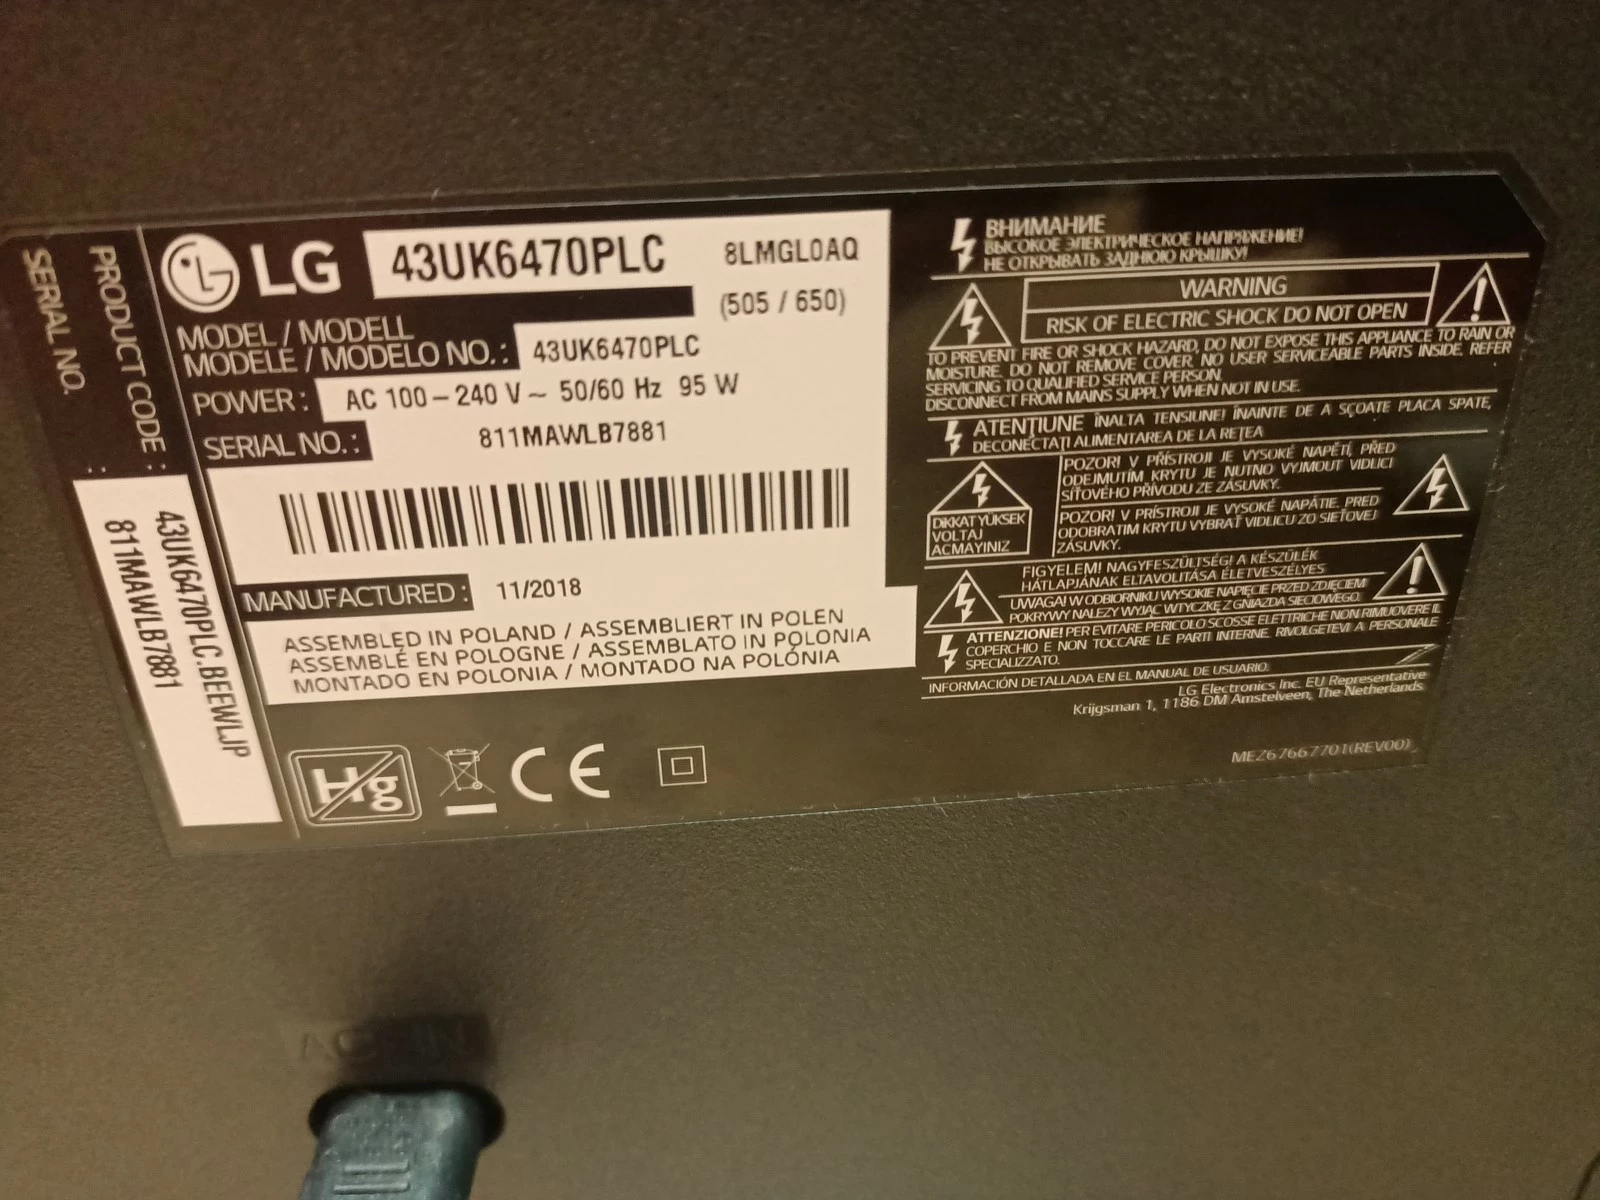 LG 43UK6470PLC 8LMGL0AQ
(505 / 650)
MODEL / MODELL
MODELE / MODELO NO. : 43UK6470PLC
POWER : AC 100 – 240 V ~ 50/60 Hz 95 W
SERIAL NO. : 811MAWLB7881
MANUFACTURED : 11/2018
ASSEMBLED IN POLAND / ASSEMBLIERT IN POLEN
ASSEMBLÉ EN POLOGNE / ASSEMBLATO IN POLONIA
MONTADO EN POLONIA / MONTADO NA POLÓNIA
Hg
CE
PRODUCT CODE : 43UK6470PLC.BEEWLJP
SERIAL NO. : 811MAWLB7881
ВНИМАНИЕ
ВЫСОКОЕ ЭЛЕКТРИЧЕСКОЕ НАПРЯЖЕНИЕ!
НЕ ОТКРЫВАТЬ ЗАДНЮЮ КРЫШКУ!
WARNING
RISK OF ELECTRIC SHOCK DO NOT OPEN
TO PREVENT FIRE OR SHOCK HAZARD, DO NOT EXPOSE THIS APPLIANCE TO RAIN OR
MOISTURE. DO NOT REMOVE COVER. NO USER SERVICEABLE PARTS INSIDE. REFER
SERVICING TO QUALIFIED SERVICE PERSON.
DISCONNECT FROM MAINS SUPPLY WHEN NOT IN USE.
ATENŢIUNE ÎNALTA TENSIUNE! ÎNAINTE DE A SÇOATE PLACA SPATE,
DECONECTAŢI ALIMENTAREA DE LA REŢEA
DİKKAT YÜKSEK
VOLTAJ
AÇMAYINIZ
POZOR! V PŘÍSTROJI JE VYSOKÉ NAPĚTÍ, PŘED
ODEJMUTÍM KRYTU JE NUTNO VYJMOUT VIDLICI
SÍŤOVÉHO PŘÍVODU ZE ZÁSUVKY.
POZOR! V PRÍSTROJI JE VYSOKÉ NAPÁTIE. PRED
ODOBRATIM KRYTU VYBRAŤ VIDLICU ZO SIEŤOVEJ
ZÁSUVKY.
FIGYELEM! NAGYFESZÜLTSÉG! A KÉSZÜLÉK
HÁTLAPJÁNAK ELTAVOLITÁSA ÉLETVESZÉLYES
UWAGA! W ODBIORNIKU WYSOKIE NAPIĘCIE PRZED ZDJĘCIEM
POKRYWY NALEŻY WYJĄĆ WTYCZKĘ Z GNIAZDA SIECIOWEGO.
ATTENZIONE! PER EVITARE PERICOLO SCOSSE ELETTRICHE NON RIMUOVERE IL
COPERCHIO E NON TOCCARE LE PARTI INTERNE. RIVOLGETEVI A PERSONALE
SPECIALIZZATO.
INFORMACIÓN DETALLADA EN EL MANUAL DE USUARIO.
LG Electronics Inc. EU Representative
Krijgsman 1, 1186 DM Amstelveen, The Netherlands
MEZ67667701(REV00)
AC IN